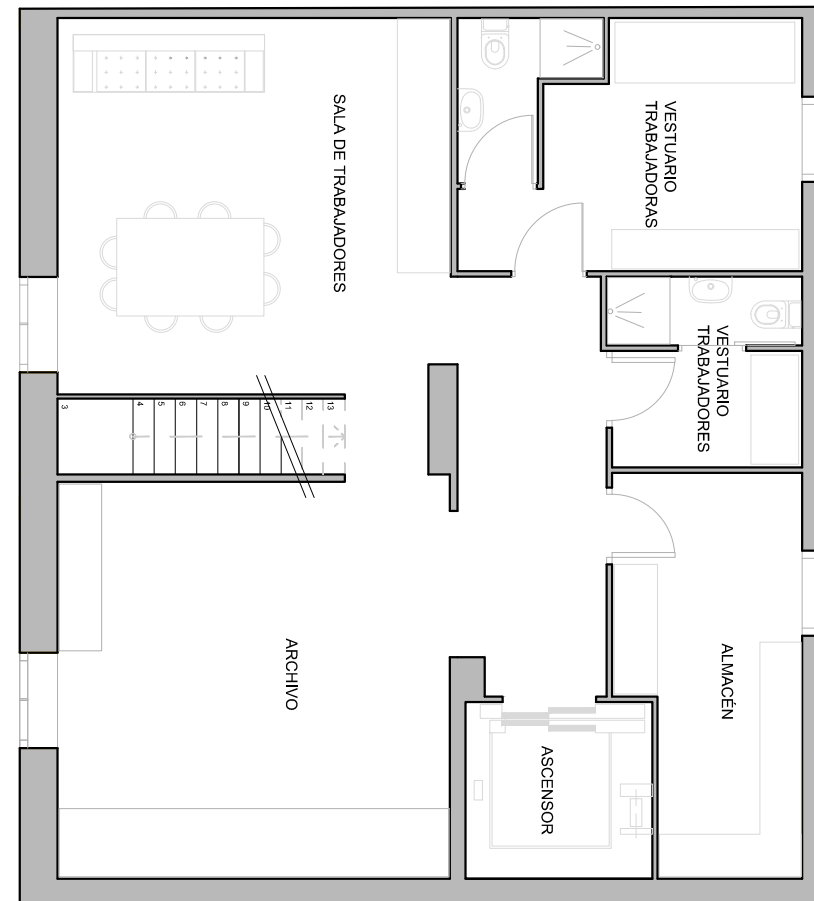 SALA DE TRABAJADORES
VESTUARIO
TRABAJADORAS
VESTUARIO
TRABAJADORES
3
4
5
6
7
8
9
10
11
12
13
ARCHIVO
ALMACÉN
ASCENSOR